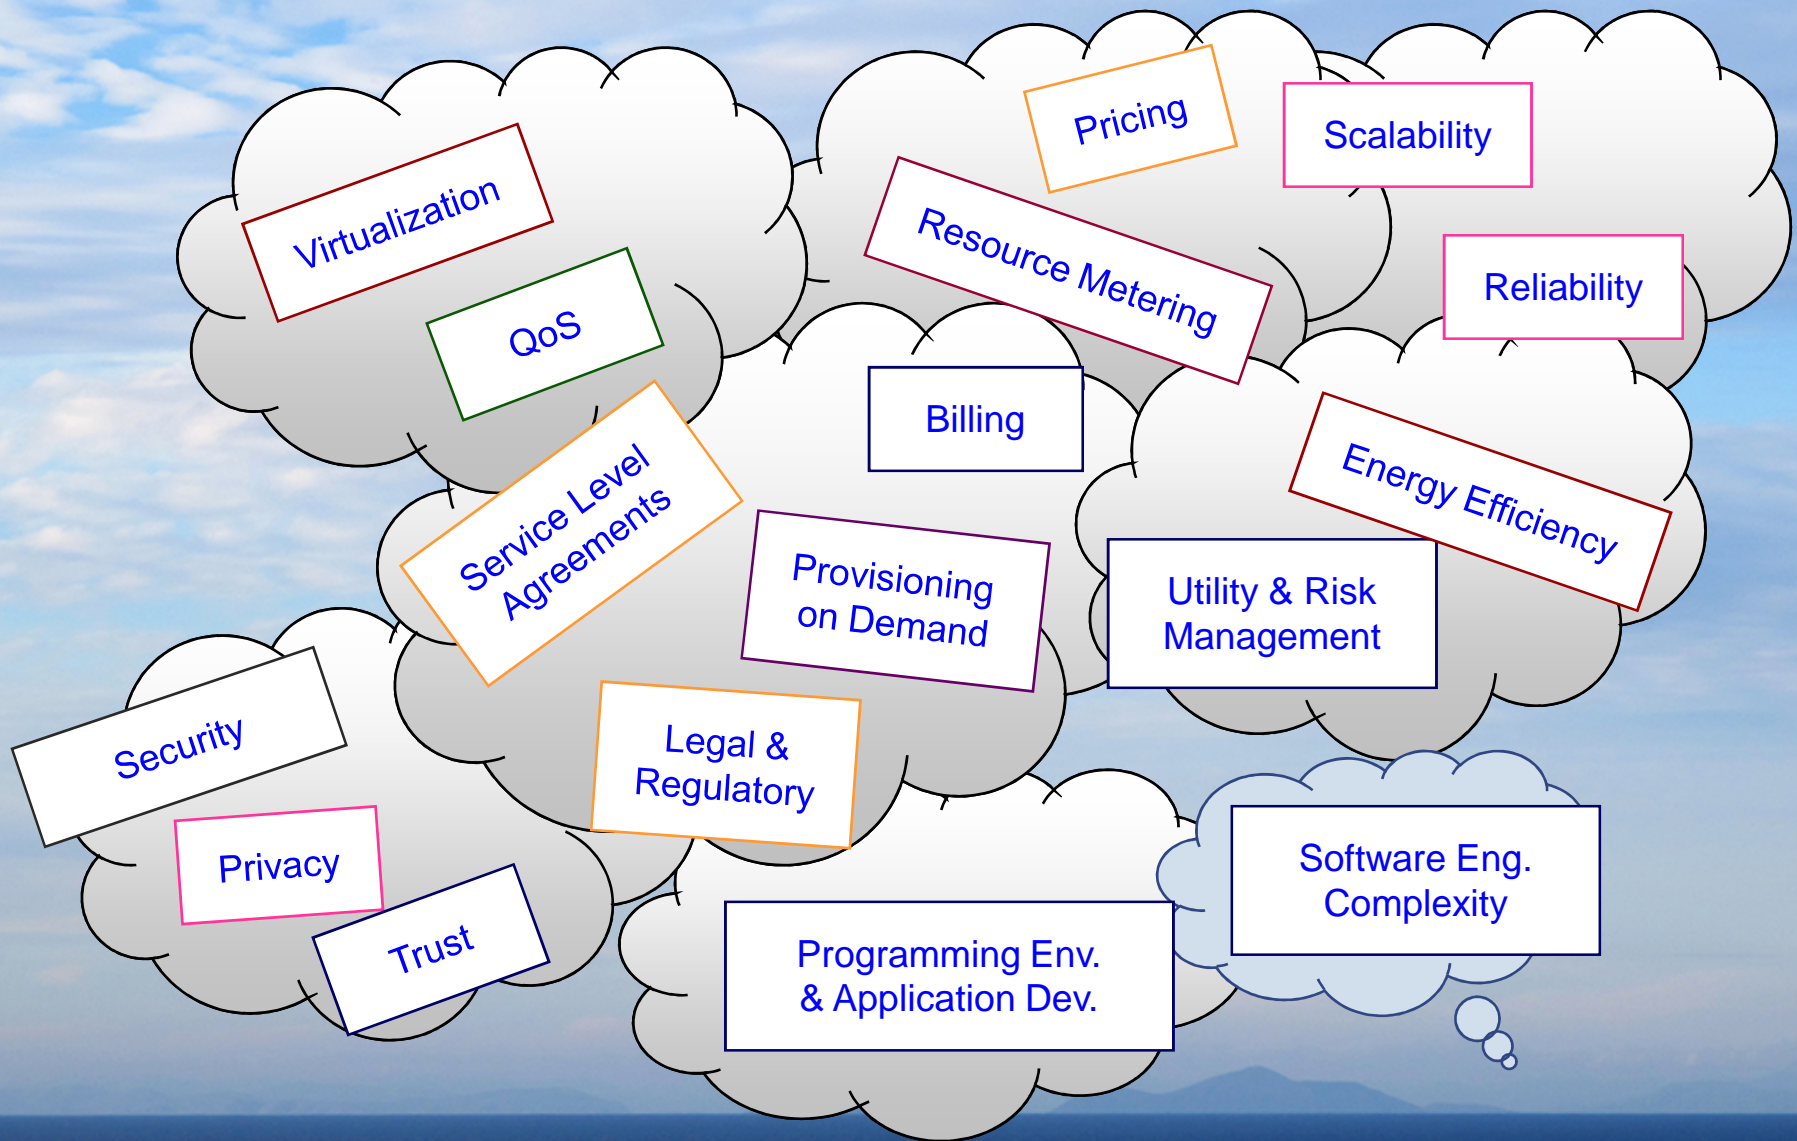 Pricing
Scalability
Virtualization
Resource Metering
Reliability
QoS
Billing
Service Level
Agreements
Energy Efficiency
Provisioning
on Demand
Utility & Risk
Management
Security
Legal &
Regulatory
Privacy
Trust
Software Eng.
Complexity
Programming Env.
& Application Dev.